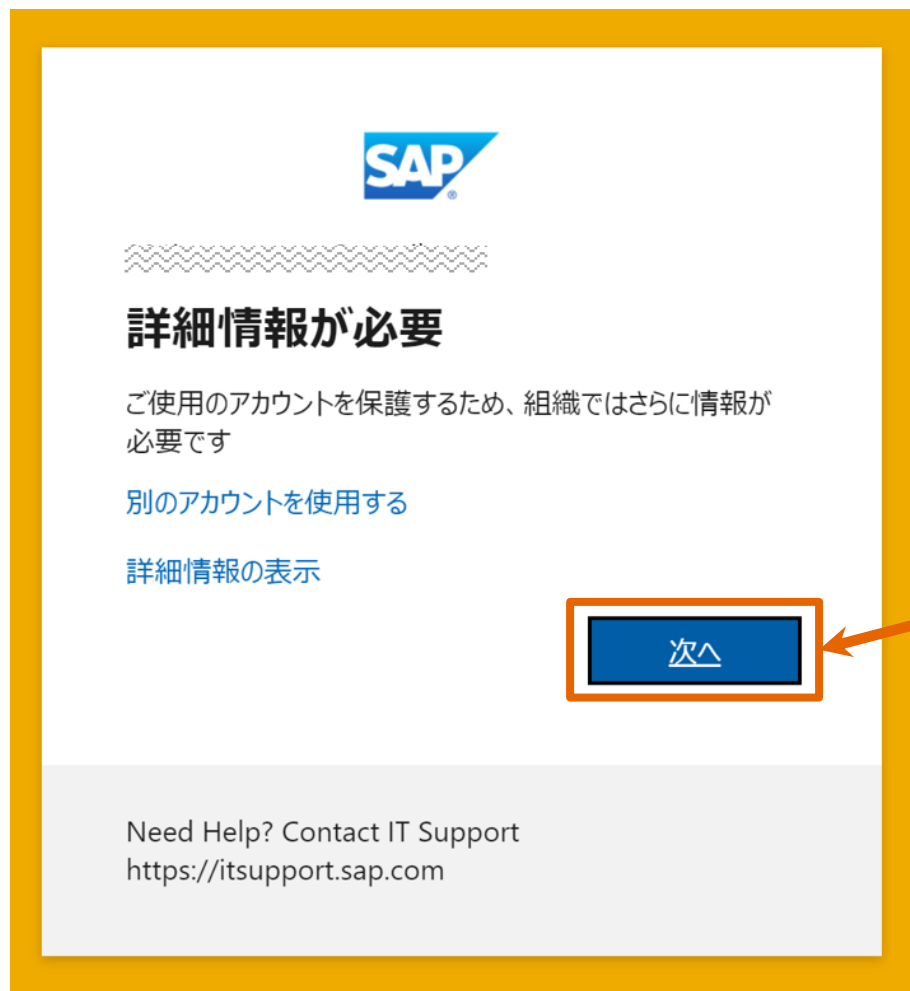 SAP
詳細情報が必要
ご使用のアカウントを保護するため、組織ではさらに情報が
必要です
別のアカウントを使用する
詳細情報の表示
次へ
Need Help? Contact IT Support
https://itsupport.sap.com